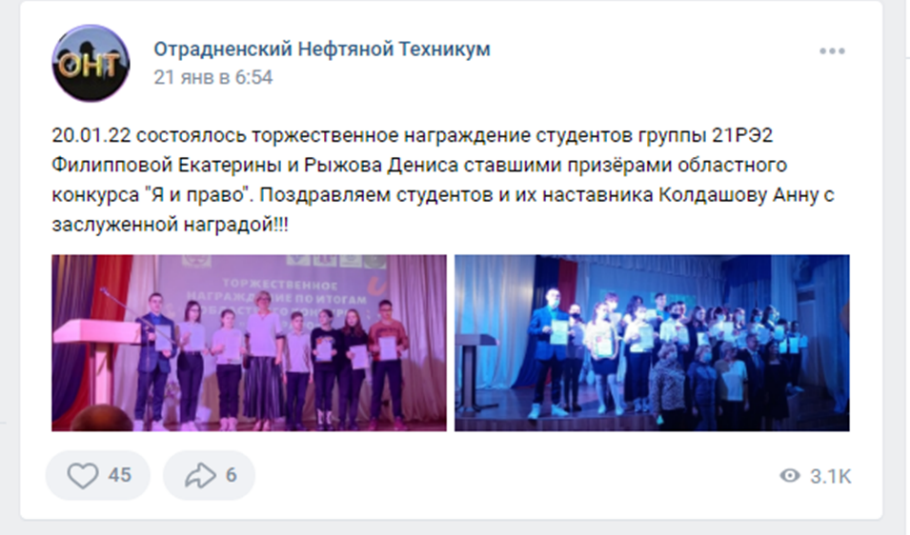 ОНТ
Отрадненский Нефтяной Техникум
21 янв в 6:54
20.01.22 состоялось торжественное награждение студентов группы 21РЭ2
Филипповой Екатерины и Рыжова Дениса ставшими призёрами областного
конкурса "Я и право". Поздравляем студентов и их наставника Колдашову Анну с
заслуженной наградой!!!
ТОРЖЕСТВЕННОЕ
НАГРАЖДЕНИЕ ПО ИТОГАМ
45
6
3.1K